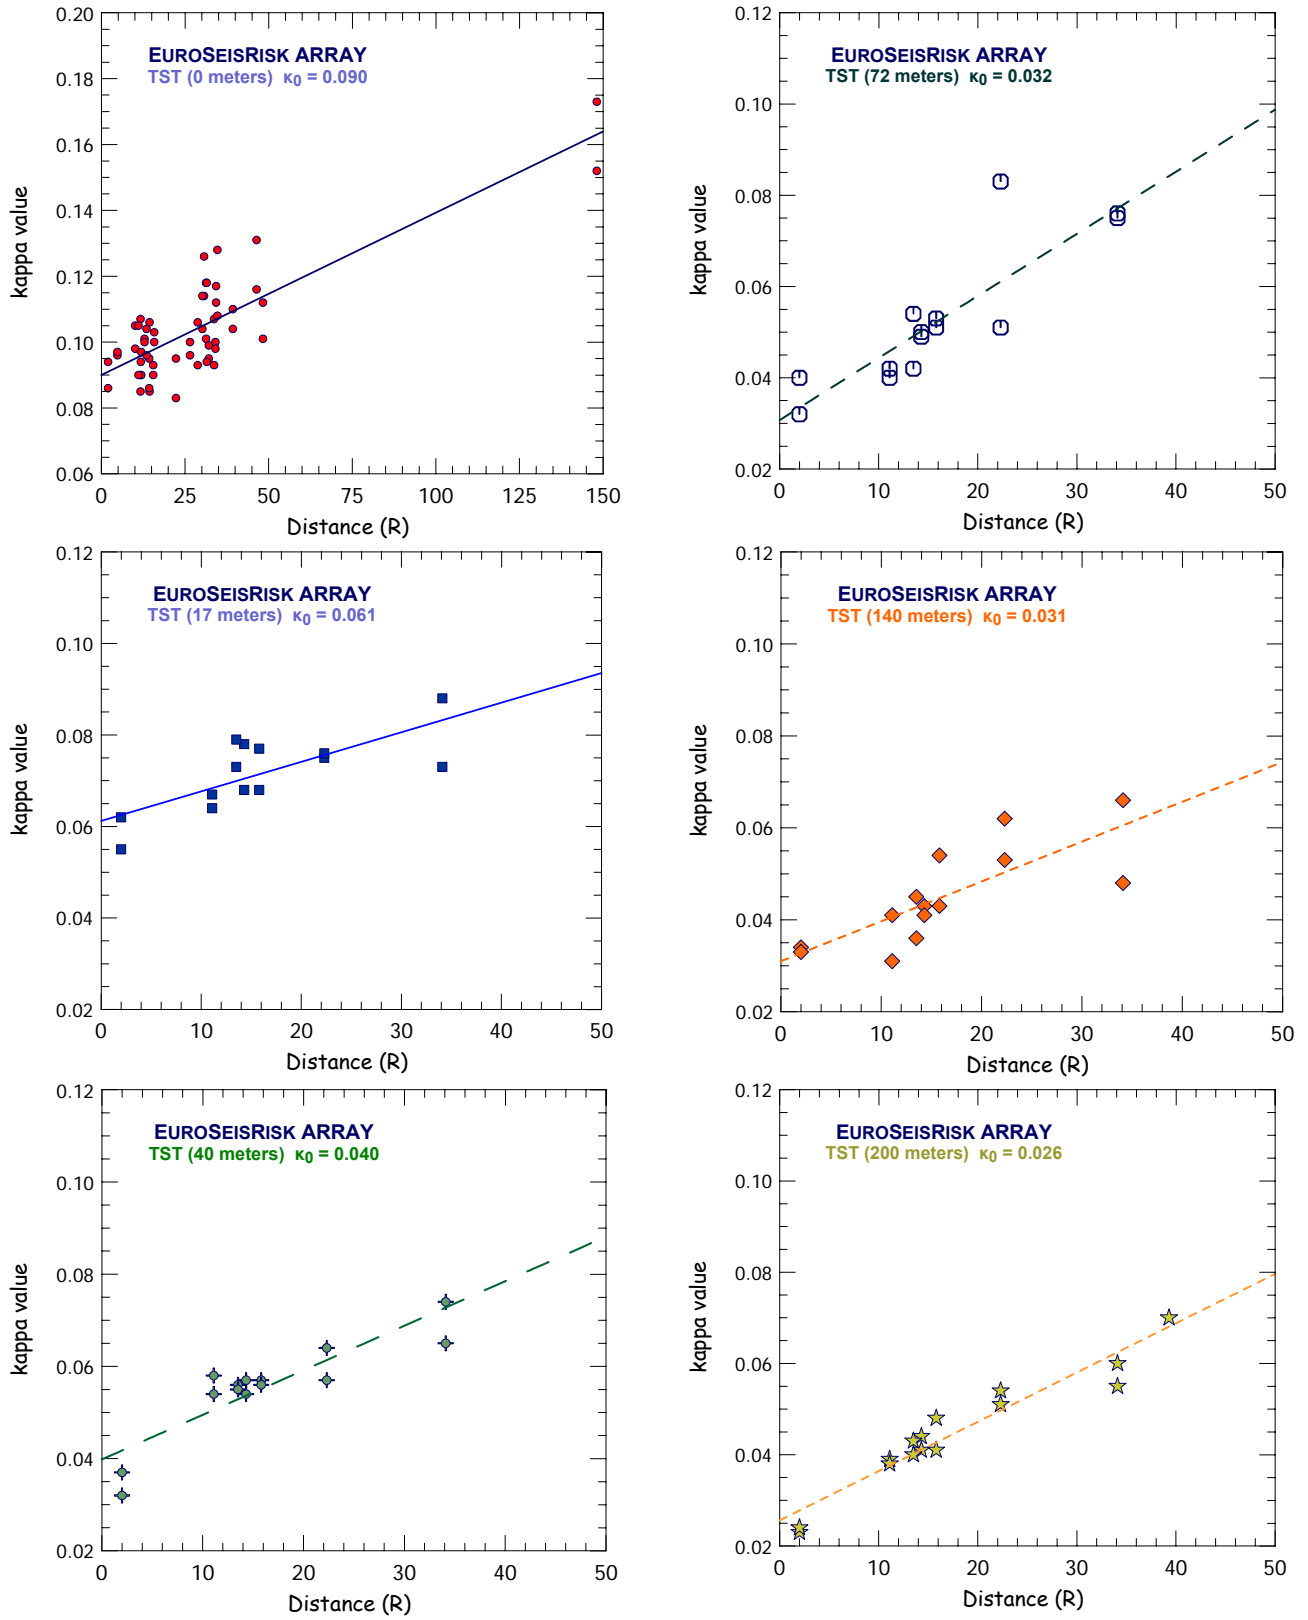 0.20
0.18
0.16
0.14
0.12
0.10
0.08
0.06
kappa value
EUROSEISRISK ARRAY
TST (0 meters) κ0 = 0.090
0 25 50 75 100 125 150
Distance (R)
0.12
0.10
0.08
0.06
0.04
0.02
kappa value
EUROSEISRISK ARRAY
TST (72 meters) κ0 = 0.032
0 10 20 30 40 50
Distance (R)
0.12
0.10
0.08
0.06
0.04
0.02
kappa value
EUROSEISRISK ARRAY
TST (17 meters) κ0 = 0.061
0 10 20 30 40 50
Distance (R)
0.12
0.10
0.08
0.06
0.04
0.02
kappa value
EUROSEISRISK ARRAY
TST (140 meters) κ0 = 0.031
0 10 20 30 40 50
Distance (R)
0.12
0.10
0.08
0.06
0.04
0.02
kappa value
EUROSEISRISK ARRAY
TST (40 meters) κ0 = 0.040
0 10 20 30 40 50
Distance (R)
0.12
0.10
0.08
0.06
0.04
0.02
kappa value
EUROSEISRISK ARRAY
TST (200 meters) κ0 = 0.026
0 10 20 30 40 50
Distance (R)